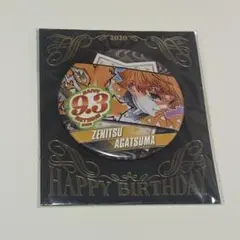 2020
9.3
ZENITSU
AGATSUMA
HAPPY BIRTHDAY